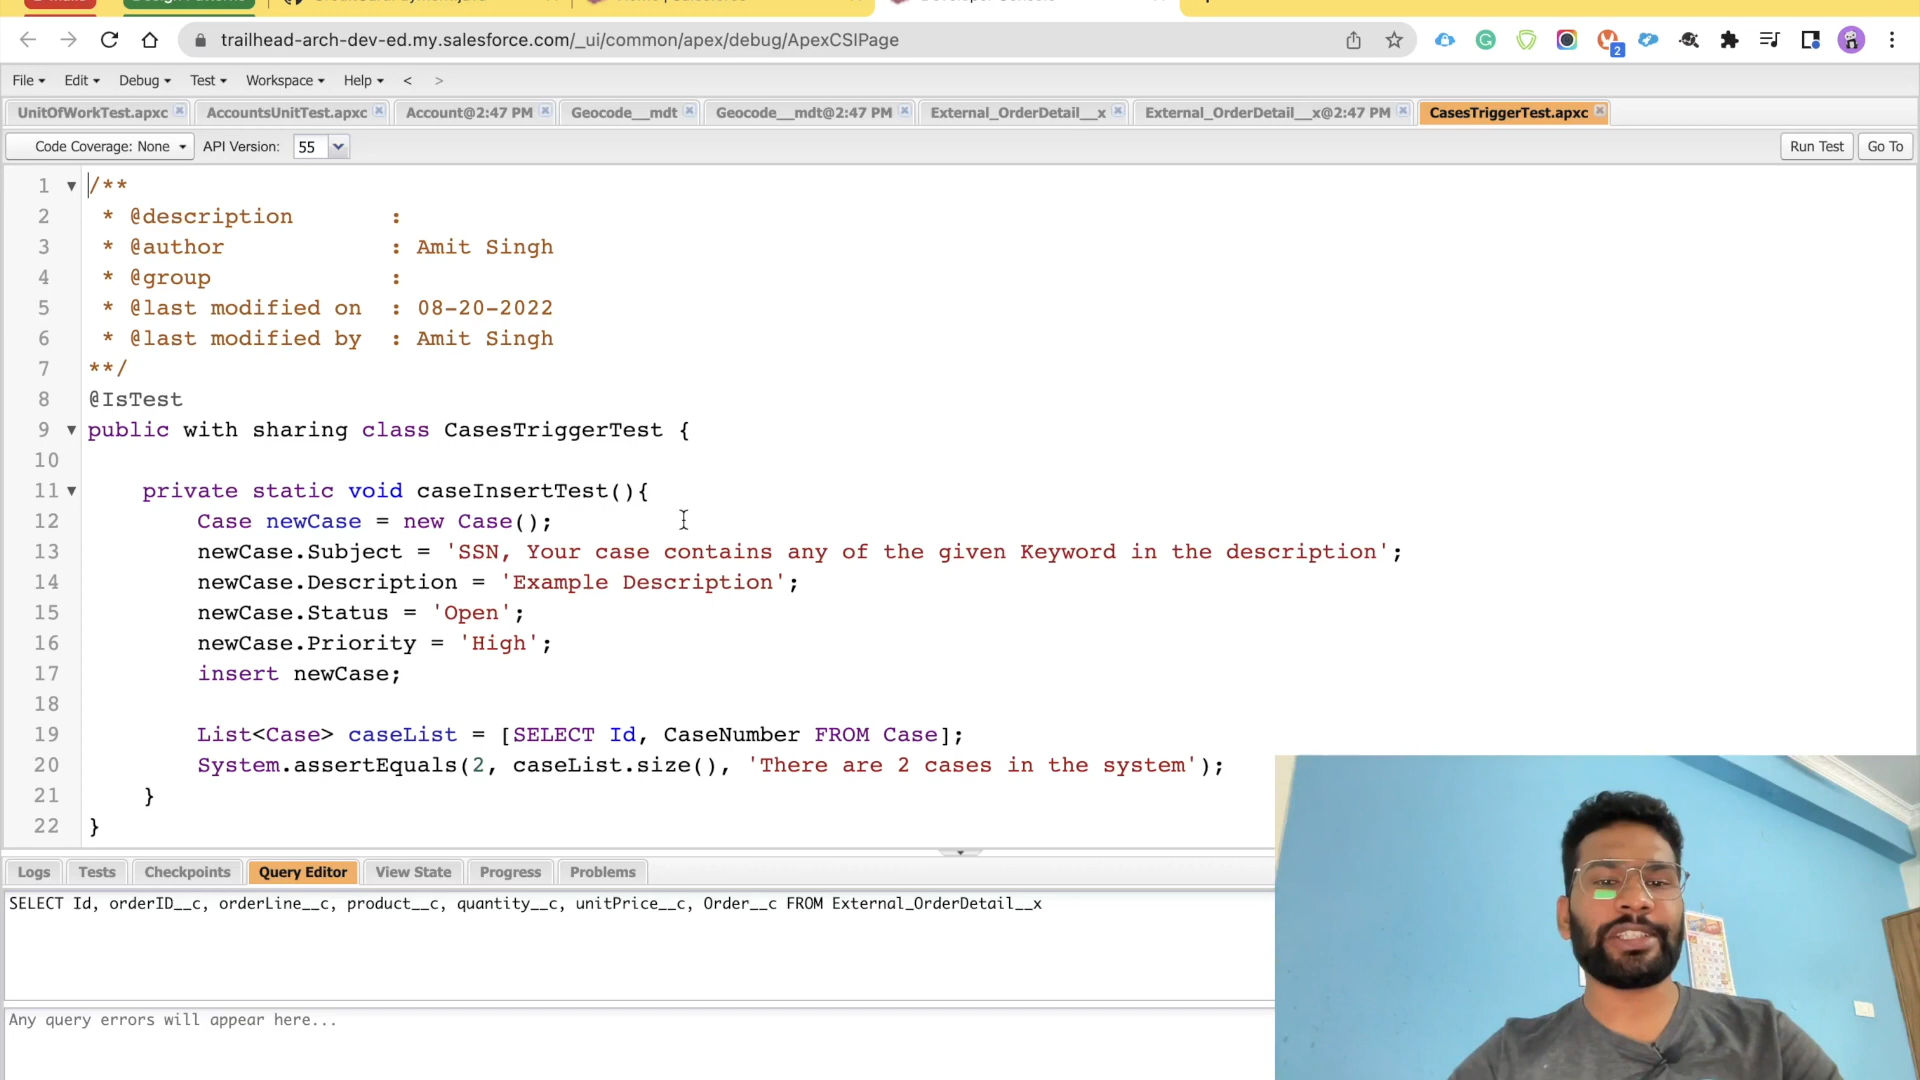 trailhead-arch-dev-ed.my.salesforce.com/_ui/common/apex/debug/ApexCSIPage
2
File Edit Debug Test Workspace Help < >
UnitOfWorkTest.apxc AccountsUnitTest.apxc Account@2:47 PM Geocode__mdt Geocode__mdt@2:47 PM External_OrderDetail__x External_OrderDetail__x@2:47 PM CasesTriggerTest.apxc
Code Coverage: None API Version: 55 Run Test Go To
1 /**
2 * @description :
3 * @author : Amit Singh
4 * @group :
5 * @last modified on : 08-20-2022
6 * @last modified by : Amit Singh
7 **/
8 @IsTest
9 public with sharing class CasesTriggerTest {
10
11 private static void caseInsertTest(){
12 Case newCase = new Case();
13 newCase.Subject = 'SSN, Your case contains any of the given Keyword in the description';
14 newCase.Description = 'Example Description';
15 newCase.Status = 'Open';
16 newCase.Priority = 'High';
17 insert newCase;
18
19 List<Case> caseList = [SELECT Id, CaseNumber FROM Case];
20 System.assertEquals(2, caseList.size(), 'There are 2 cases in the system');
21 }
22 }
Logs Tests Checkpoints Query Editor View State Progress Problems
SELECT Id, orderID__c, orderLine__c, product__c, quantity__c, unitPrice__c, Order__c FROM External_OrderDetail__x
Any query errors will appear here...